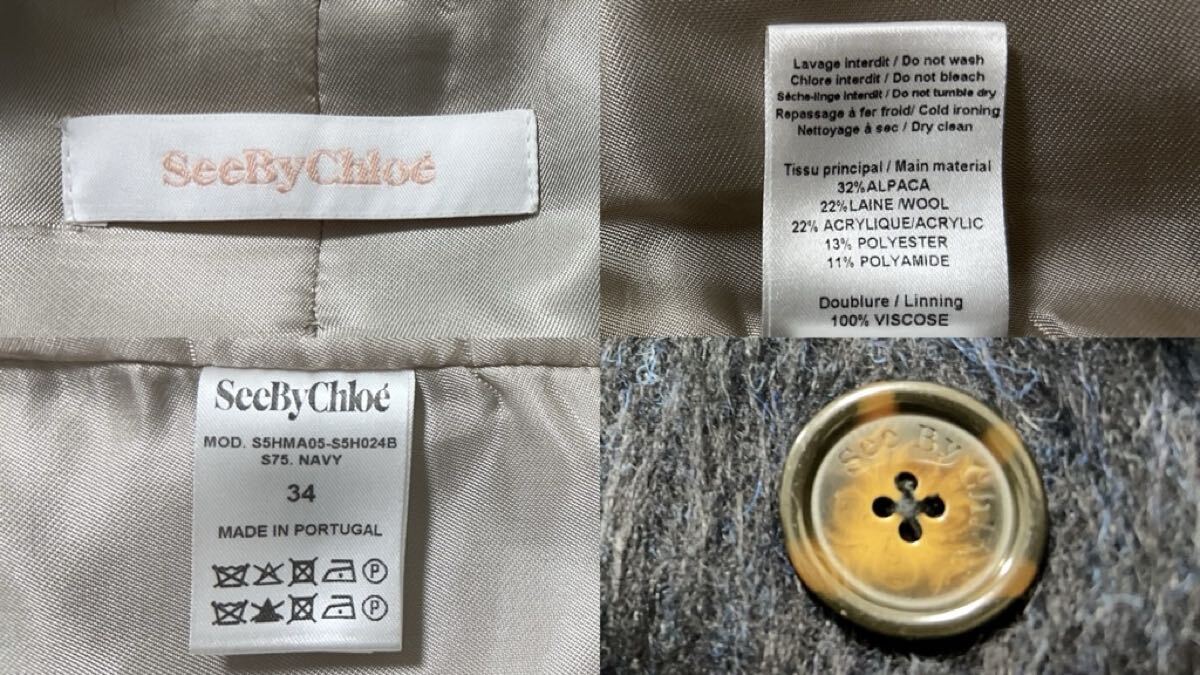 SeeByChloé
Lavage interdit / Do not wash
Chlore interdit / Do not bleach
Sèche-linge interdit / Do not tumble dry
Repassage à fer froid/ Cold ironing
Nettoyage à sec / Dry clean
Tissu principal / Main material
32%ALPACA
22%LAINE /WOOL
22% ACRYLIQUE/ACRYLIC
13% POLYESTER
11% POLYAMIDE
Doublure / Linning
100% VISCOSE
SeeByChloé
MOD. S5HMA05-S5H024B
S75. NAVY
34
MADE IN PORTUGAL
P
P
See By